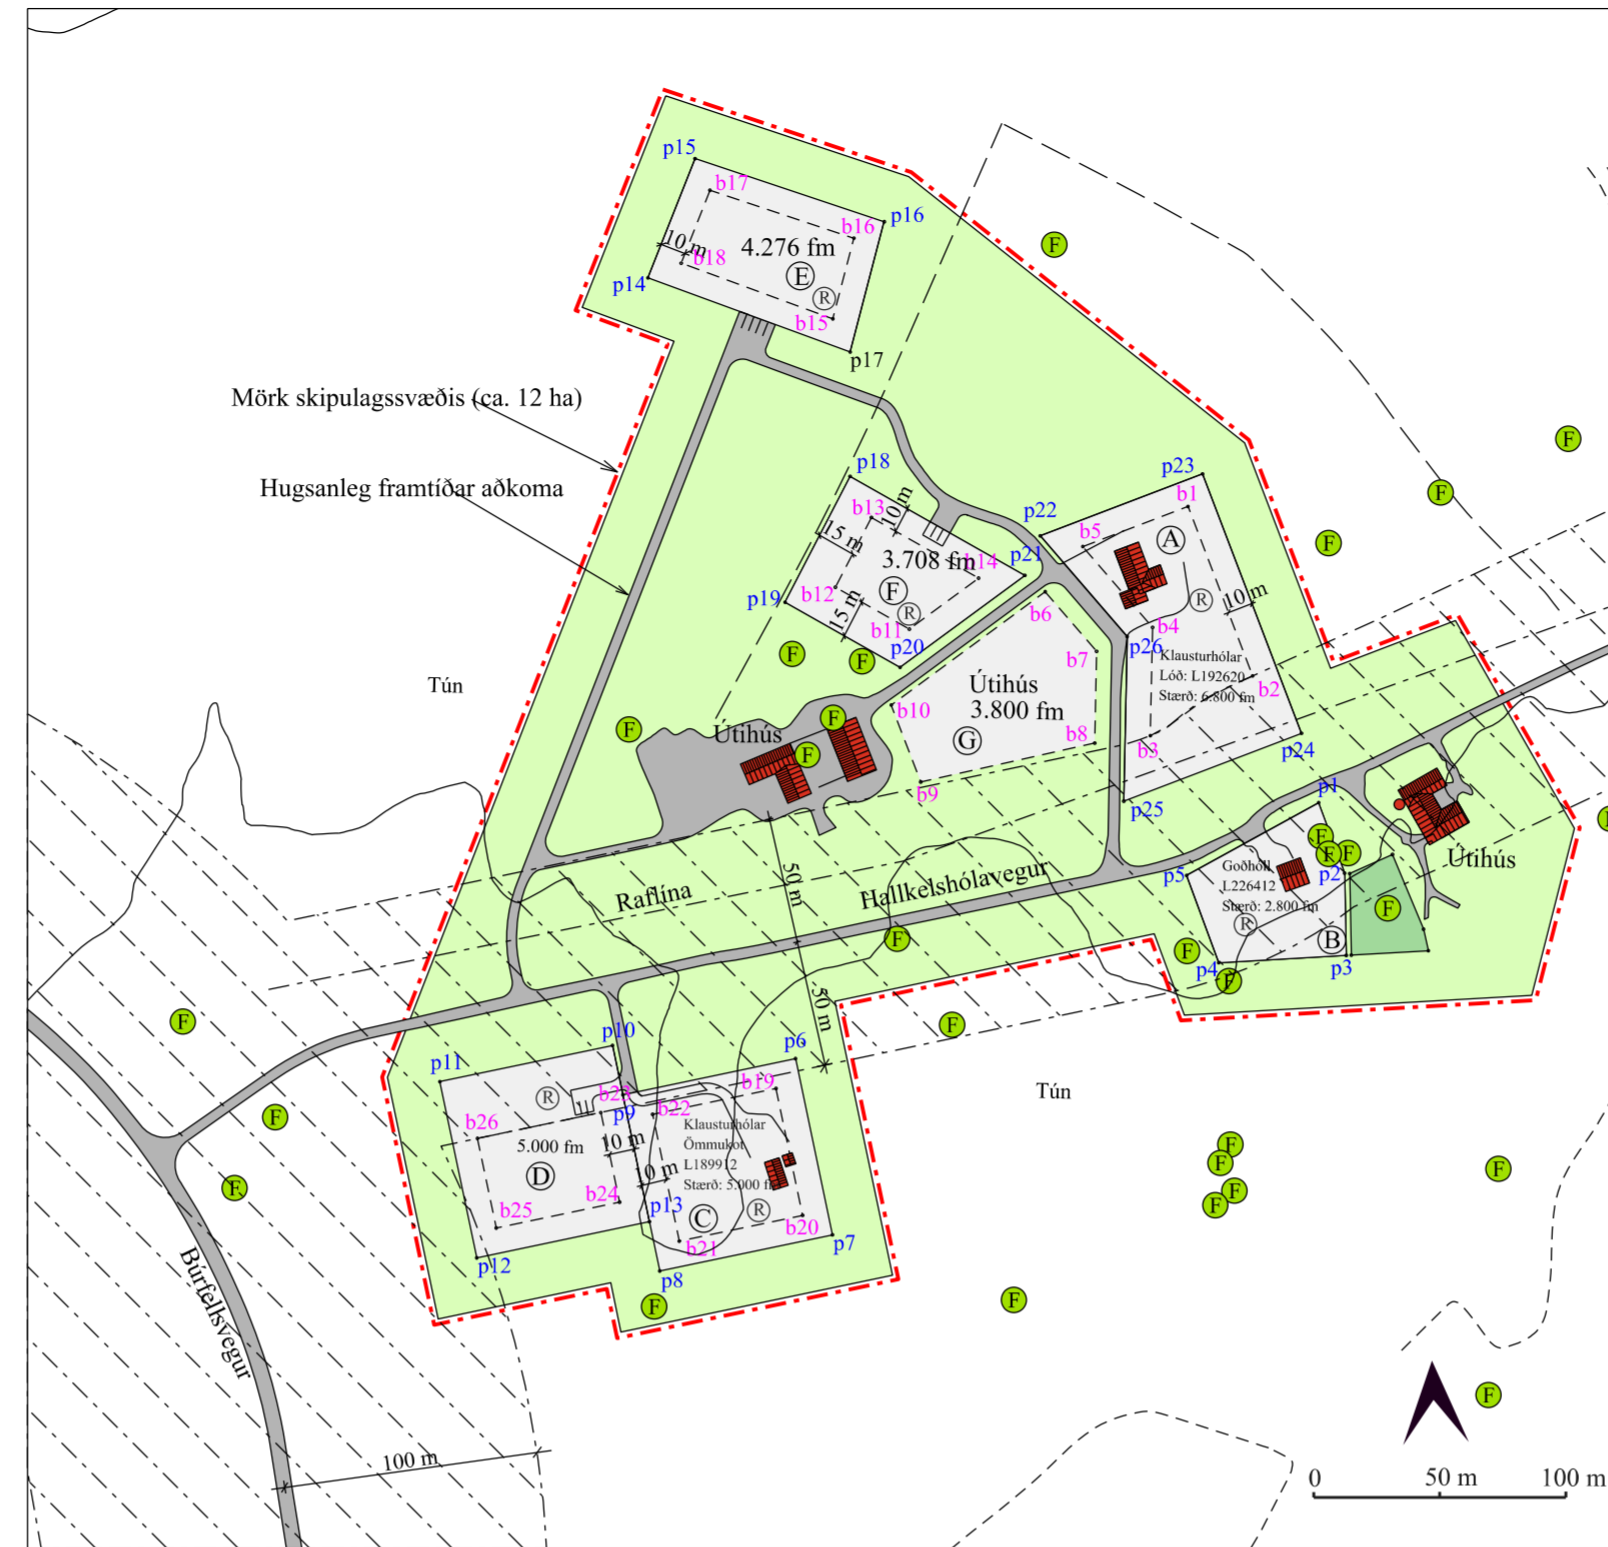 p15
b17
p16
b16
4.276 fm
10 m
b18
E
p14
R
b15
p17
F
Mörk skipulagssvæðis (ca. 12 ha)
Hugsanleg framtíðar aðkoma
F
F
F
p18
b13
10 m
15 m
3.708 fm
b14
p21
F
b12
p19
15 m
R
b11
p20
F
F
p23
b1
p22
b5
A
R
10 m
b4
p26
Klausturhólar
Lóð: L192620
Stærð: 6.800 fm
b2
b3
p24
p25
b6
b7
Útihús
3.800 fm
b10
b8
G
b9
Tún
F
F
Útihús
F
50 m
Raflína
Hallkelshólavegur
F
50 m
p1
F
F
F
p5
Goðhóll
L226412
Stærð: 2.800 fm
p2
R
B
p4
p3
F
F
F
Útihús
F
F
F
p10
p6
p11
R
b23
b19
p9
b22
b26
5.000 fm
10 m
Klausturhólar
Ömmukot
L189912
Stærð: 5.000 fm
D
10 m
b24
b25
p13
C
R
b20
b21
p12
p8
p7
F
Tún
F
F
F
F
F
F
F
F
F
Búrfellsvegur
100 m
F
0
50 m
100 m